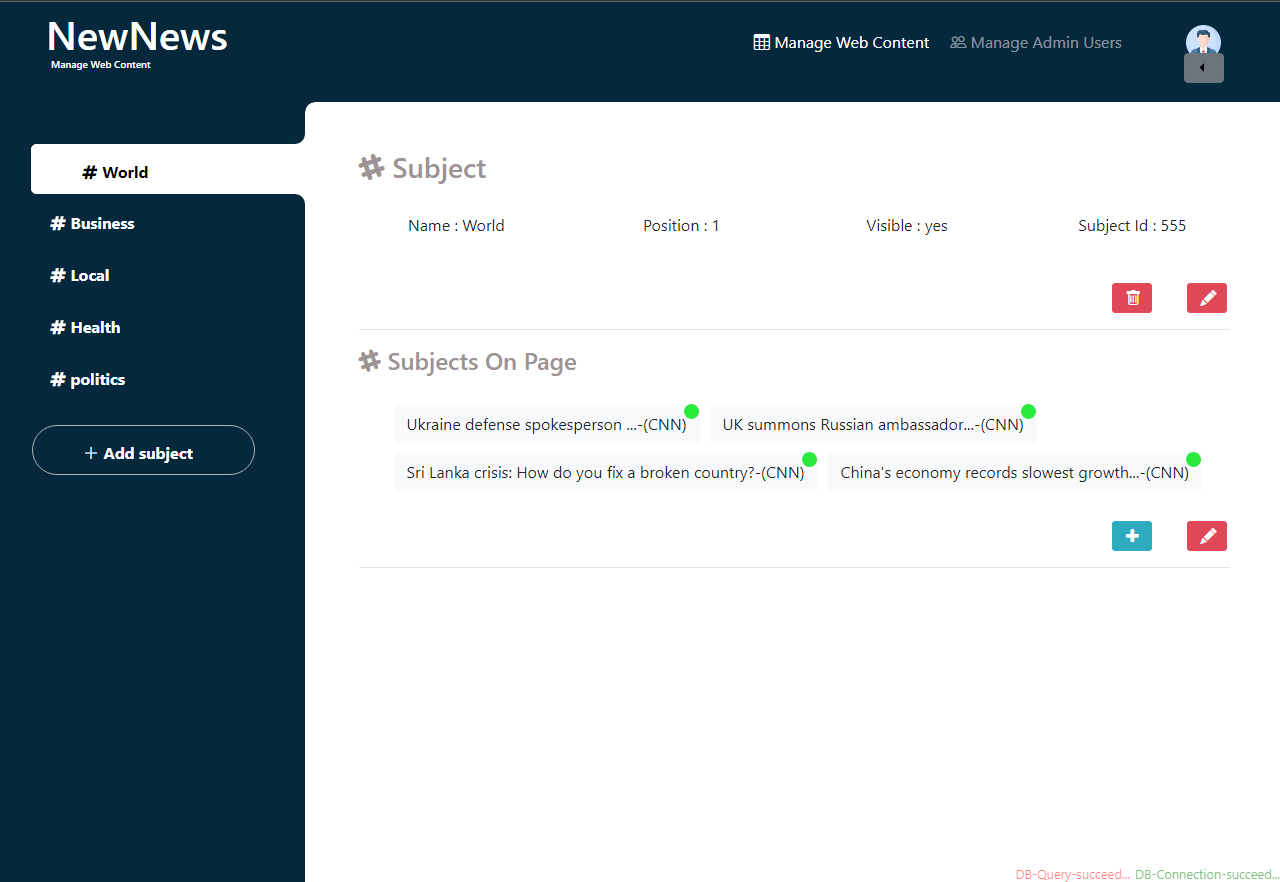 NewNews
Manage Web Content
Manage Web Content
Manage Admin Users
# World
# Business
# Local
# Health
# politics
+ Add subject
# Subject
Name : World
Position : 1
Visible : yes
Subject Id : 555
# Subjects On Page
Ukraine defense spokesperson ...-(CNN)
UK summons Russian ambassador...-(CNN)
Sri Lanka crisis: How do you fix a broken country?-(CNN)
China's economy records slowest growth...-(CNN)
DB-Query-succeed... DB-Connection-succeed...